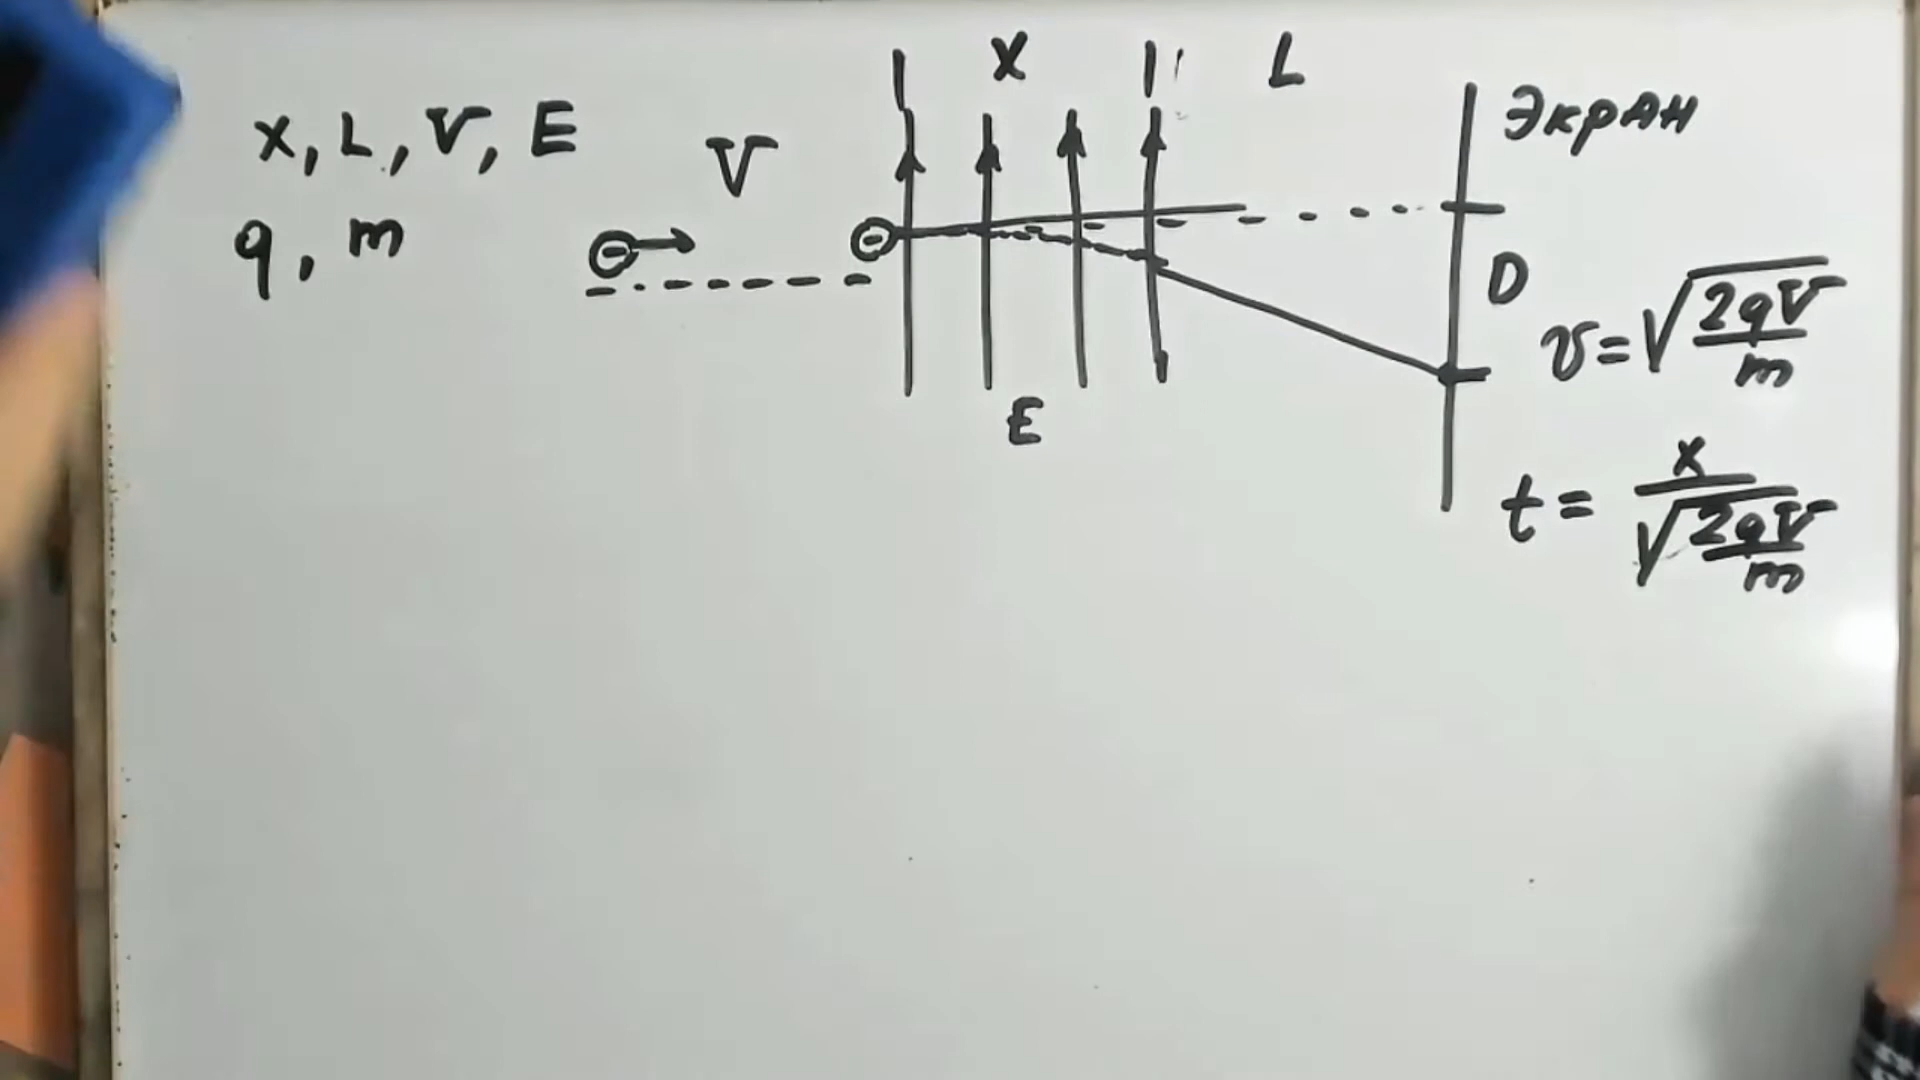 x, L, V, E
q, m
V
X
L
Экран
D
E
v = √(2qV/m)
t = x/√(2qV/m)